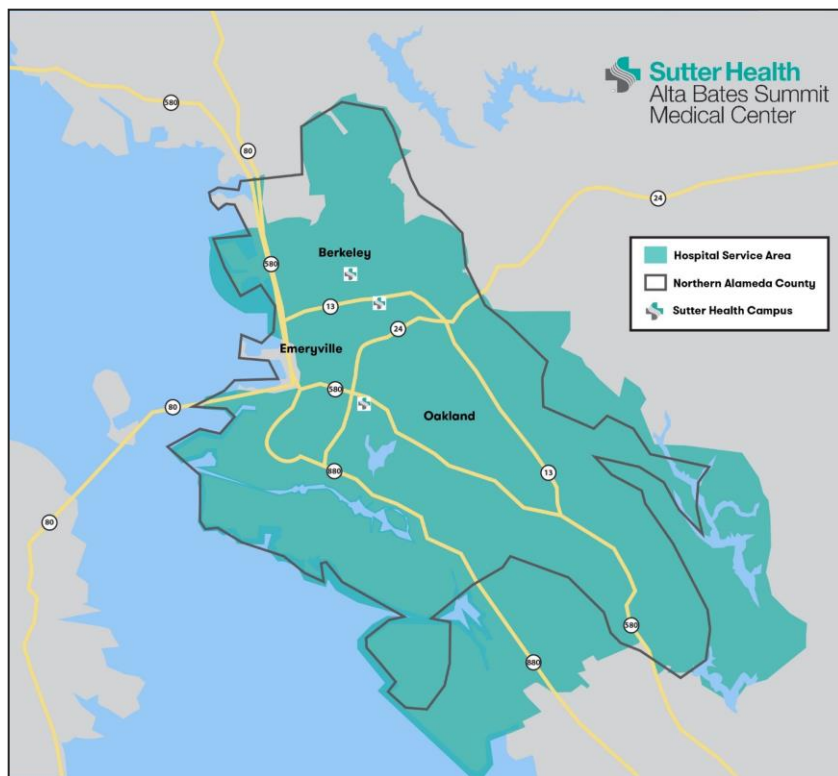 Sutter Health
Alta Bates Summit
Medical Center
580
80
24
Hospital Service Area
Northern Alameda County
Sutter Health Campus
Berkeley
580
13
24
Emeryville
580
80
Oakland
880
13
80
580
880